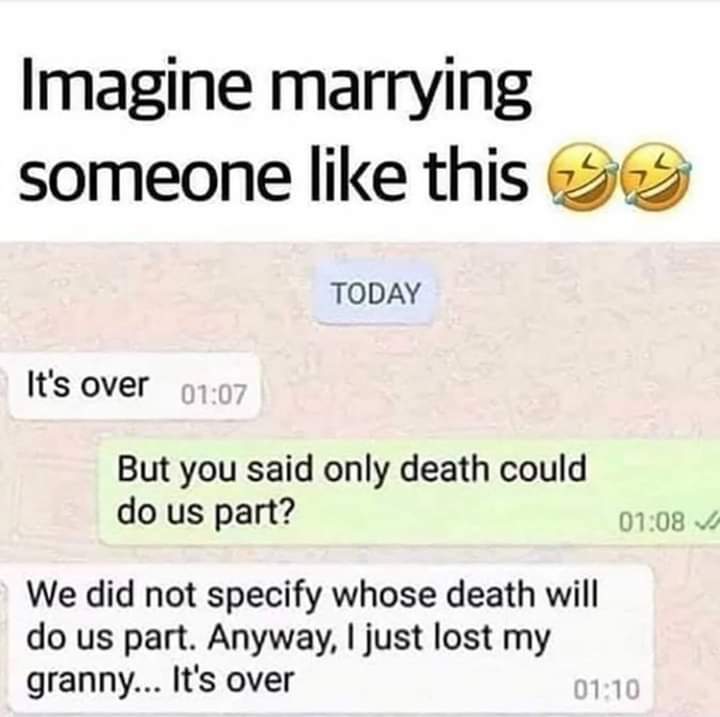 Imagine marrying
someone like this 🤣🤣
TODAY
It's over 01:07
But you said only death could
do us part?
01:08
We did not specify whose death will
do us part. Anyway, I just lost my
granny... It's over
01:10